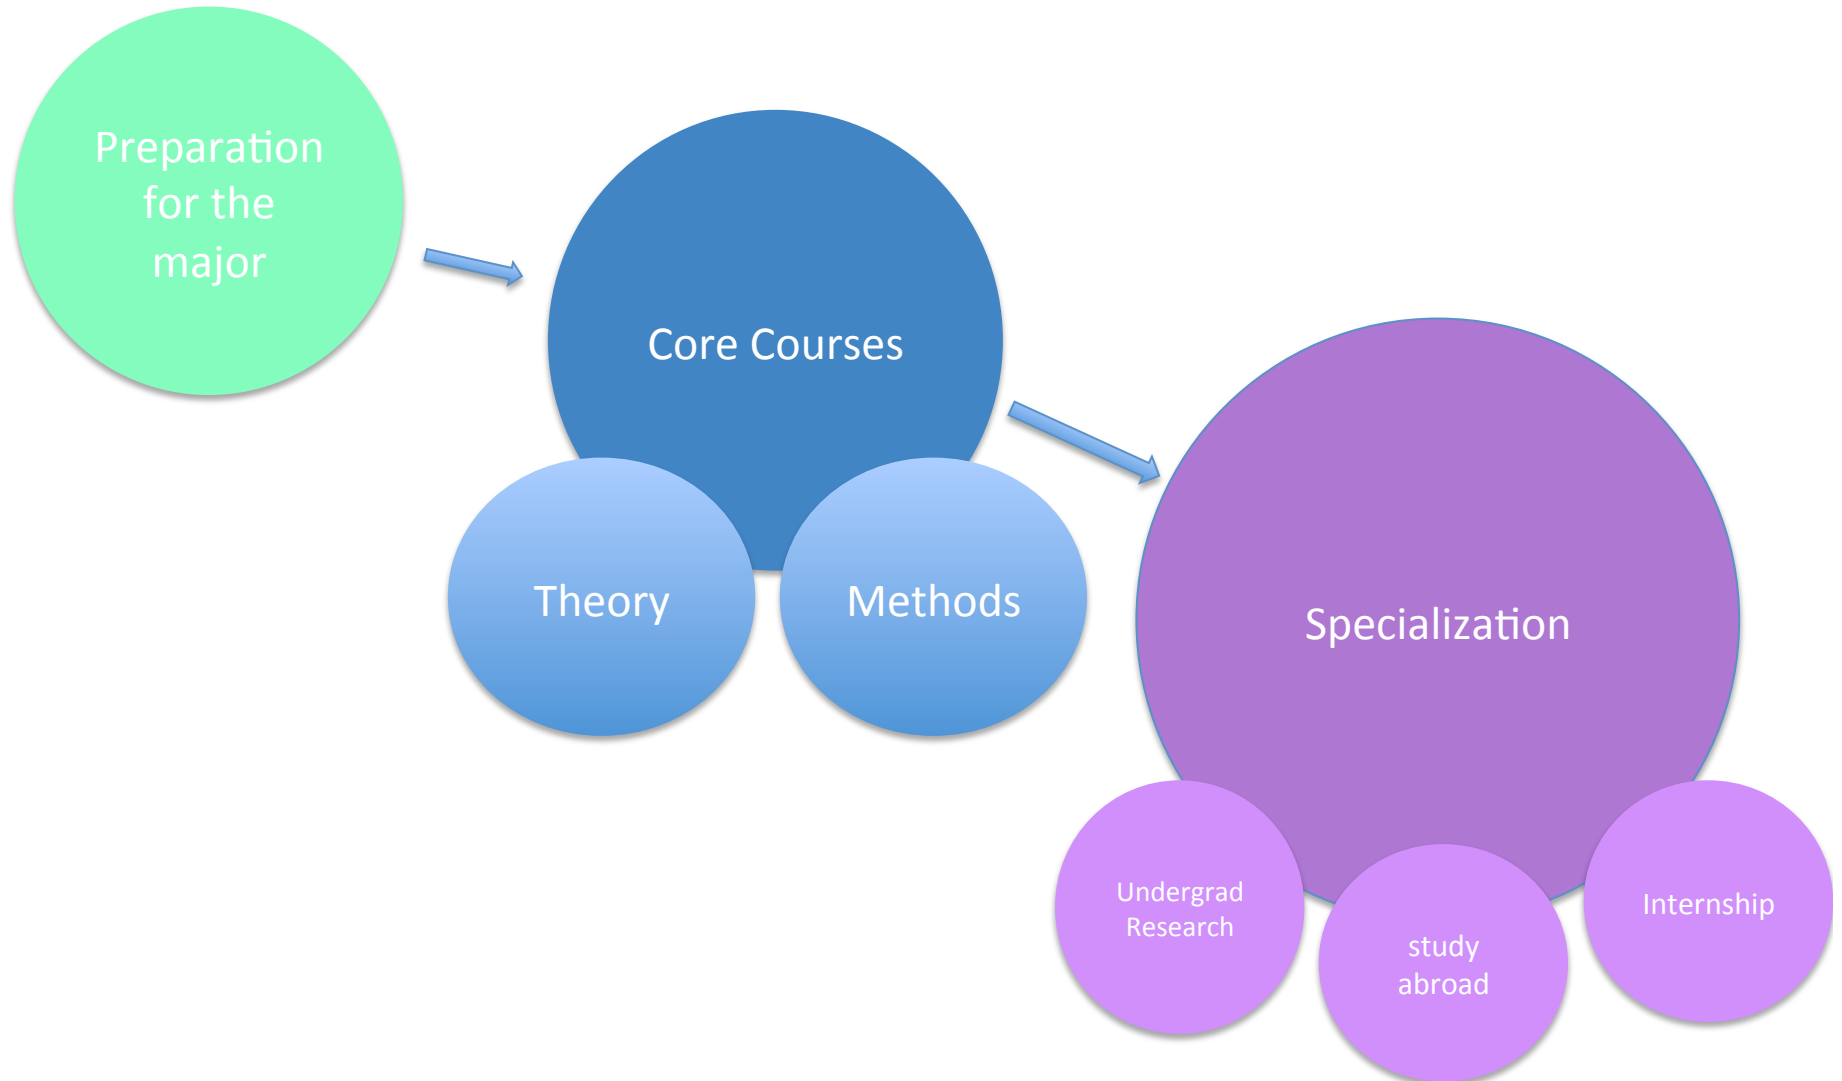 Preparation
for the
major
Core Courses
Theory
Methods
Specialization
Undergrad
Research
study
abroad
Internship